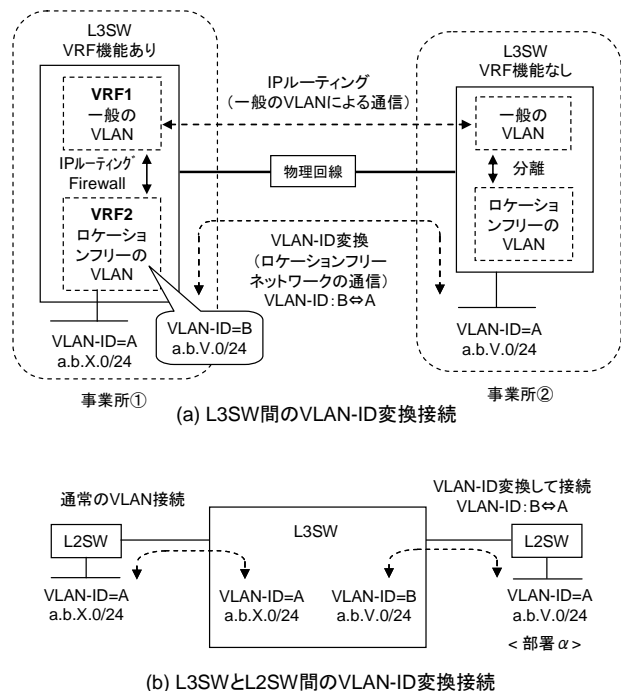 L3SW
VRF機能あり
VRF1
一般の
VLAN
IPルーティング
Firewall
VRF2
ロケーショ
ンフリーの
VLAN
VLAN-ID=A
a.b.X.0/24
VLAN-ID=B
a.b.V.0/24
事業所①
IPルーティング
(一般のVLANによる通信)
物理回線
VLAN-ID変換
(ロケーションフリー
ネットワークの通信)
VLAN-ID:B⇔A
L3SW
VRF機能なし
一般の
VLAN
分離
ロケーショ
ンフリーの
VLAN
VLAN-ID=A
a.b.V.0/24
事業所②
(a) L3SW間のVLAN-ID変換接続
通常のVLAN接続
L2SW
VLAN-ID=A
a.b.X.0/24
L3SW
VLAN-ID=A
a.b.X.0/24
VLAN-ID=B
a.b.V.0/24
VLAN-ID変換して接続
VLAN-ID:B⇔A
L2SW
VLAN-ID=A
a.b.V.0/24
<部署α>
(b) L3SWとL2SW間のVLAN-ID変換接続